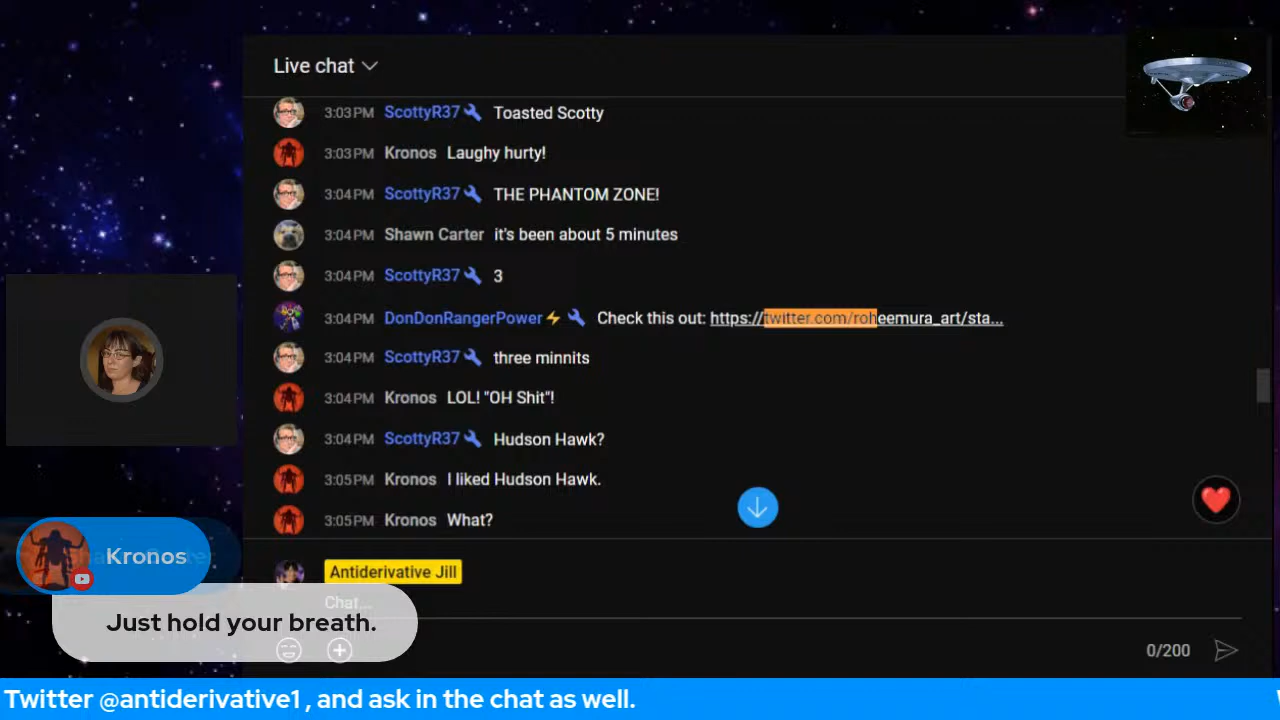 Live chat
3:03 PM ScottyR37 Toasted Scotty
3:03 PM Kronos Laughy hurty!
3:04 PM ScottyR37 THE PHANTOM ZONE!
3:04 PM Shawn Carter it's been about 5 minutes
3:04 PM ScottyR37 3
3:04 PM DonDonRangerPower Check this out: https://twitter.com/roheemura_art/sta...
3:04 PM ScottyR37 three minnits
3:04 PM Kronos LOL! "OH Shit"!
3:04 PM ScottyR37 Hudson Hawk?
3:05 PM Kronos I liked Hudson Hawk.
3:05 PM Kronos What?
Kronos
Antiderivative Jill
Chat...
Just hold your breath.
0/200
Twitter @antiderivative1 , and ask in the chat as well.